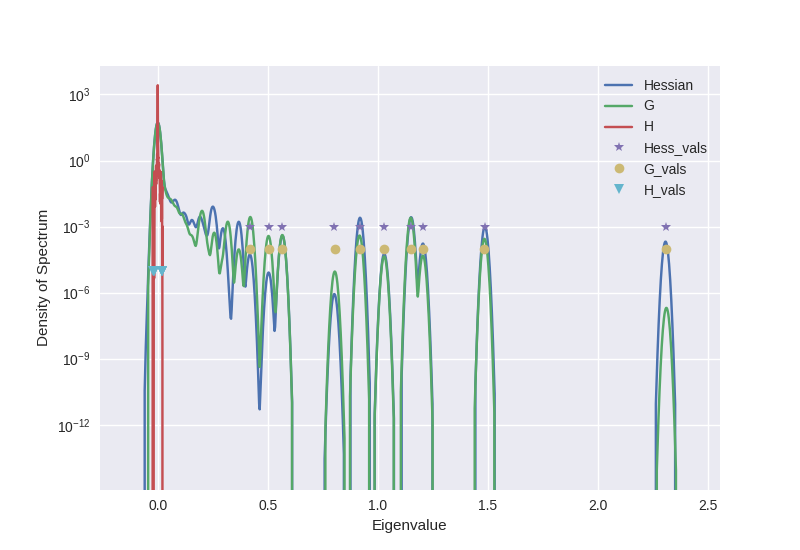 10^3
10^0
10^−3
10^−6
10^−9
10^−12
Density of Spectrum
Hessian
G
H
Hess_vals
G_vals
H_vals
0.0 0.5 1.0 1.5 2.0 2.5
Eigenvalue